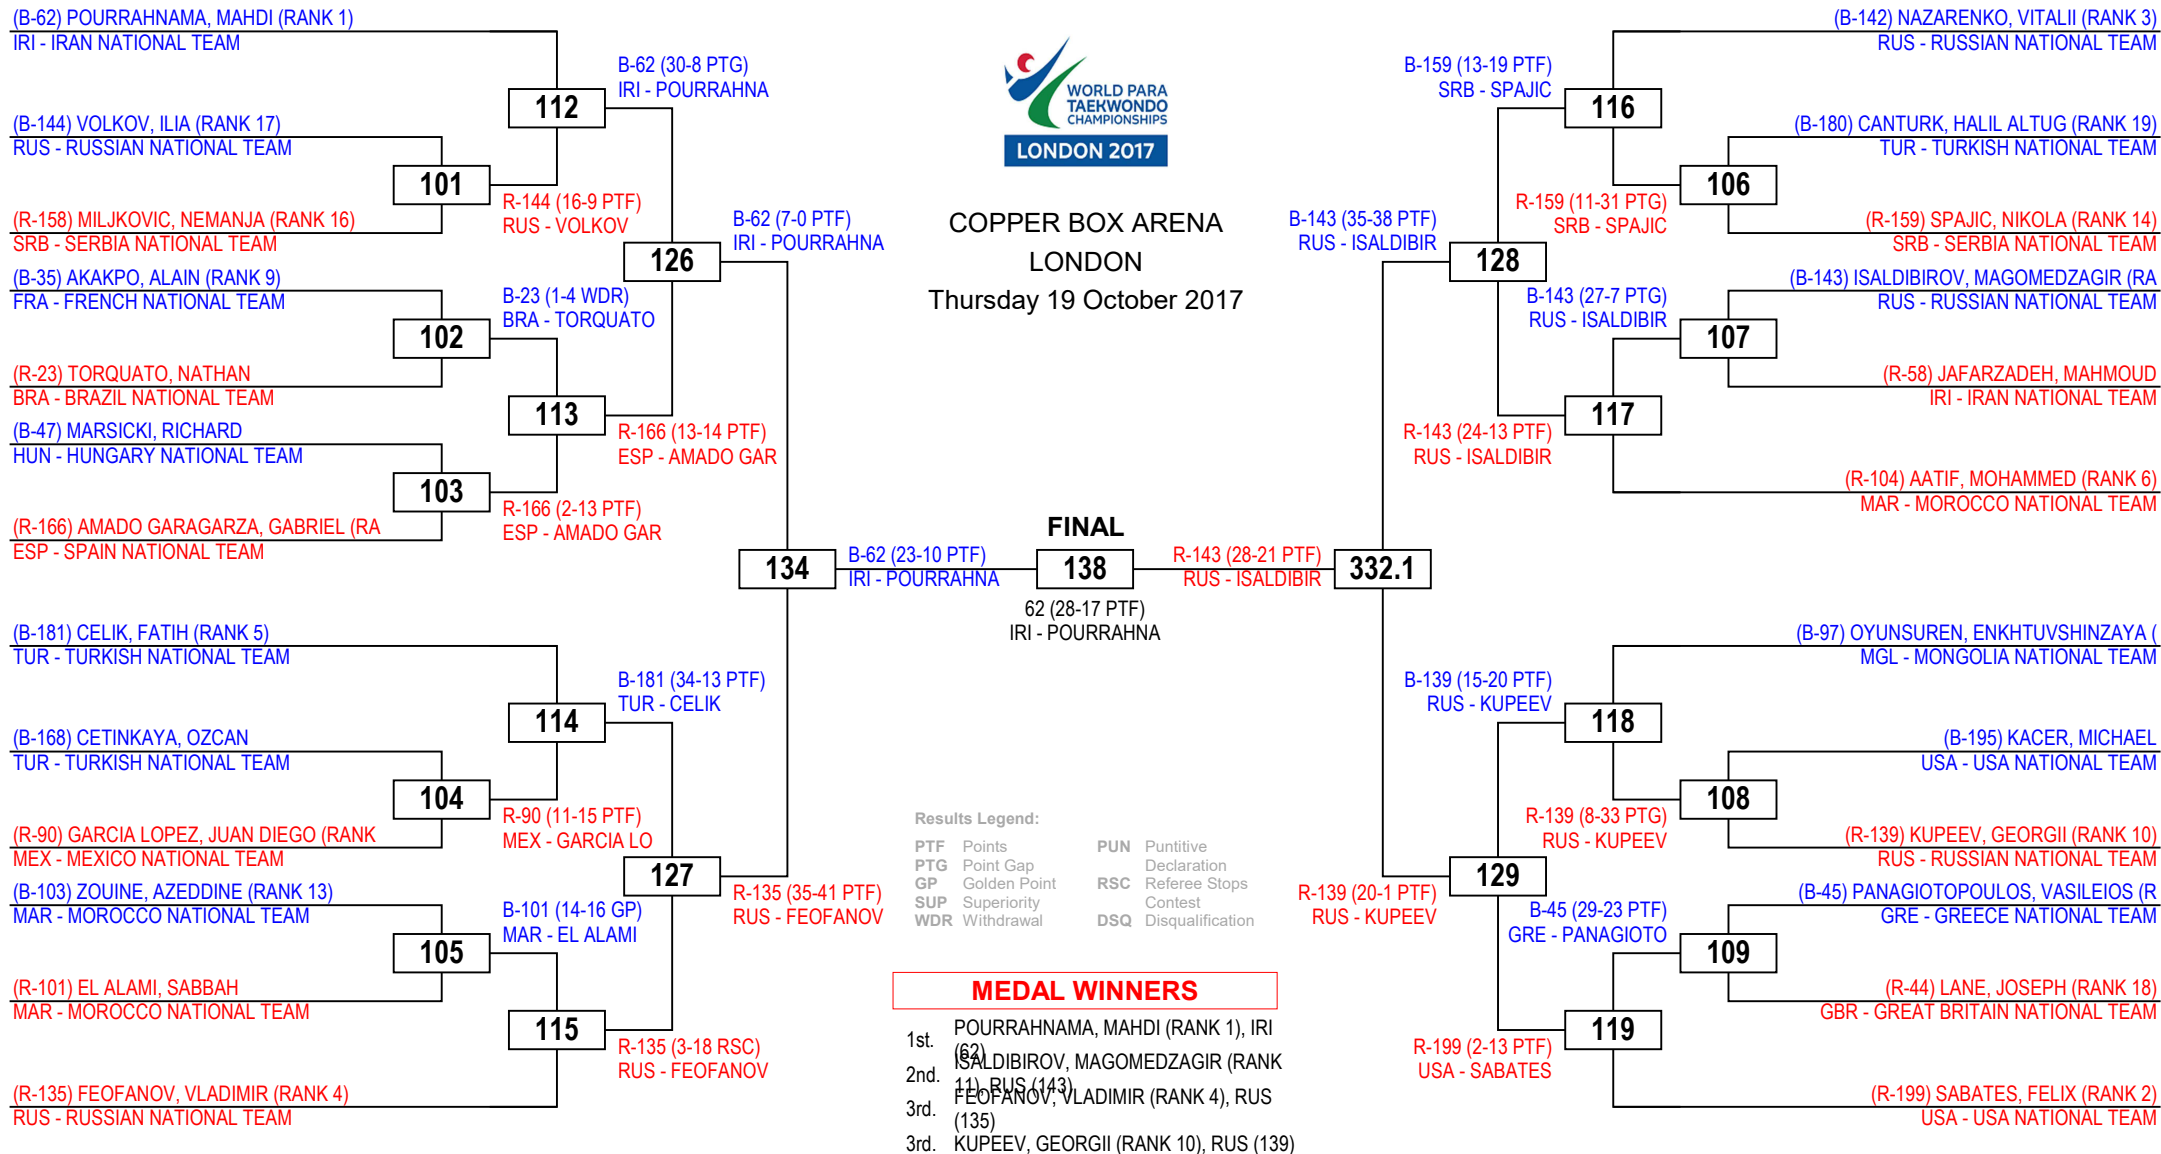 (B-62) POURRAHNAMA, MAHDI (RANK 1)
IRI - IRAN NATIONAL TEAM
(B-144) VOLKOV, ILIA (RANK 17)
RUS - RUSSIAN NATIONAL TEAM
(R-158) MILJKOVIC, NEMANJA (RANK 16)
SRB - SERBIA NATIONAL TEAM
(B-35) AKAKPO, ALAIN (RANK 9)
FRA - FRENCH NATIONAL TEAM
(R-23) TORQUATO, NATHAN
BRA - BRAZIL NATIONAL TEAM
(B-47) MARSICKI, RICHARD
HUN - HUNGARY NATIONAL TEAM
(R-166) AMADO GARAGARZA, GABRIEL (RA
ESP - SPAIN NATIONAL TEAM
(B-181) CELIK, FATIH (RANK 5)
TUR - TURKISH NATIONAL TEAM
(B-168) CETINKAYA, OZCAN
TUR - TURKISH NATIONAL TEAM
(R-90) GARCIA LOPEZ, JUAN DIEGO (RANK
MEX - MEXICO NATIONAL TEAM
(B-103) ZOUINE, AZEDDINE (RANK 13)
MAR - MOROCCO NATIONAL TEAM
(R-101) EL ALAMI, SABBAH
MAR - MOROCCO NATIONAL TEAM
(R-135) FEOFANOV, VLADIMIR (RANK 4)
RUS - RUSSIAN NATIONAL TEAM
101
102
103
104
105
R-144 (16-9 PTF)
RUS - VOLKOV
B-23 (1-4 WDR)
BRA - TORQUATO
R-166 (2-13 PTF)
ESP - AMADO GAR
R-90 (11-15 PTF)
MEX - GARCIA LO
B-101 (14-16 GP)
MAR - EL ALAMI
112
113
114
115
B-62 (30-8 PTG)
IRI - POURRAHNA
R-166 (13-14 PTF)
ESP - AMADO GAR
B-181 (34-13 PTF)
TUR - CELIK
R-135 (3-18 RSC)
RUS - FEOFANOV
126
127
B-62 (7-0 PTF)
IRI - POURRAHNA
R-135 (35-41 PTF)
RUS - FEOFANOV
134
B-62 (23-10 PTF)
IRI - POURRAHNA
WORLD PARA
TAEKWONDO
CHAMPIONSHIPS
LONDON 2017
COPPER BOX ARENA
LONDON
Thursday 19 October 2017
FINAL
138
62 (28-17 PTF)
IRI - POURRAHNA
R-143 (28-21 PTF)
RUS - ISALDIBIR
332.1
B-143 (35-38 PTF)
RUS - ISALDIBIR
R-139 (20-1 PTF)
RUS - KUPEEV
128
129
B-159 (13-19 PTF)
SRB - SPAJIC
R-143 (24-13 PTF)
RUS - ISALDIBIR
B-139 (15-20 PTF)
RUS - KUPEEV
R-199 (2-13 PTF)
USA - SABATES
116
117
118
119
R-159 (11-31 PTG)
SRB - SPAJIC
B-143 (27-7 PTG)
RUS - ISALDIBIR
R-139 (8-33 PTG)
RUS - KUPEEV
B-45 (29-23 PTF)
GRE - PANAGIOTO
106
107
108
109
(B-142) NAZARENKO, VITALII (RANK 3)
RUS - RUSSIAN NATIONAL TEAM
(B-180) CANTURK, HALIL ALTUG (RANK 19)
TUR - TURKISH NATIONAL TEAM
(R-159) SPAJIC, NIKOLA (RANK 14)
SRB - SERBIA NATIONAL TEAM
(B-143) ISALDIBIROV, MAGOMEDZAGIR (RA
RUS - RUSSIAN NATIONAL TEAM
(R-58) JAFARZADEH, MAHMOUD
IRI - IRAN NATIONAL TEAM
(R-104) AATIF, MOHAMMED (RANK 6)
MAR - MOROCCO NATIONAL TEAM
(B-97) OYUNSUREN, ENKHTUVSHINZAYA (
MGL - MONGOLIA NATIONAL TEAM
(B-195) KACER, MICHAEL
USA - USA NATIONAL TEAM
(R-139) KUPEEV, GEORGII (RANK 10)
RUS - RUSSIAN NATIONAL TEAM
(B-45) PANAGIOTOPOULOS, VASILEIOS (R
GRE - GREECE NATIONAL TEAM
(R-44) LANE, JOSEPH (RANK 18)
GBR - GREAT BRITAIN NATIONAL TEAM
(R-199) SABATES, FELIX (RANK 2)
USA - USA NATIONAL TEAM
Results Legend:
PTF Points
PTG Point Gap
GP Golden Point
SUP Superiority
WDR Withdrawal
PUN Puntitive
Declaration
RSC Referee Stops
Contest
DSQ Disqualification
MEDAL WINNERS
1st. POURRAHNAMA, MAHDI (RANK 1), IRI
(62)
2nd. ISALDIBIROV, MAGOMEDZAGIR (RANK
11), RUS (143)
3rd. FEOFANOV, VLADIMIR (RANK 4), RUS
(135)
3rd. KUPEEV, GEORGII (RANK 10), RUS (139)